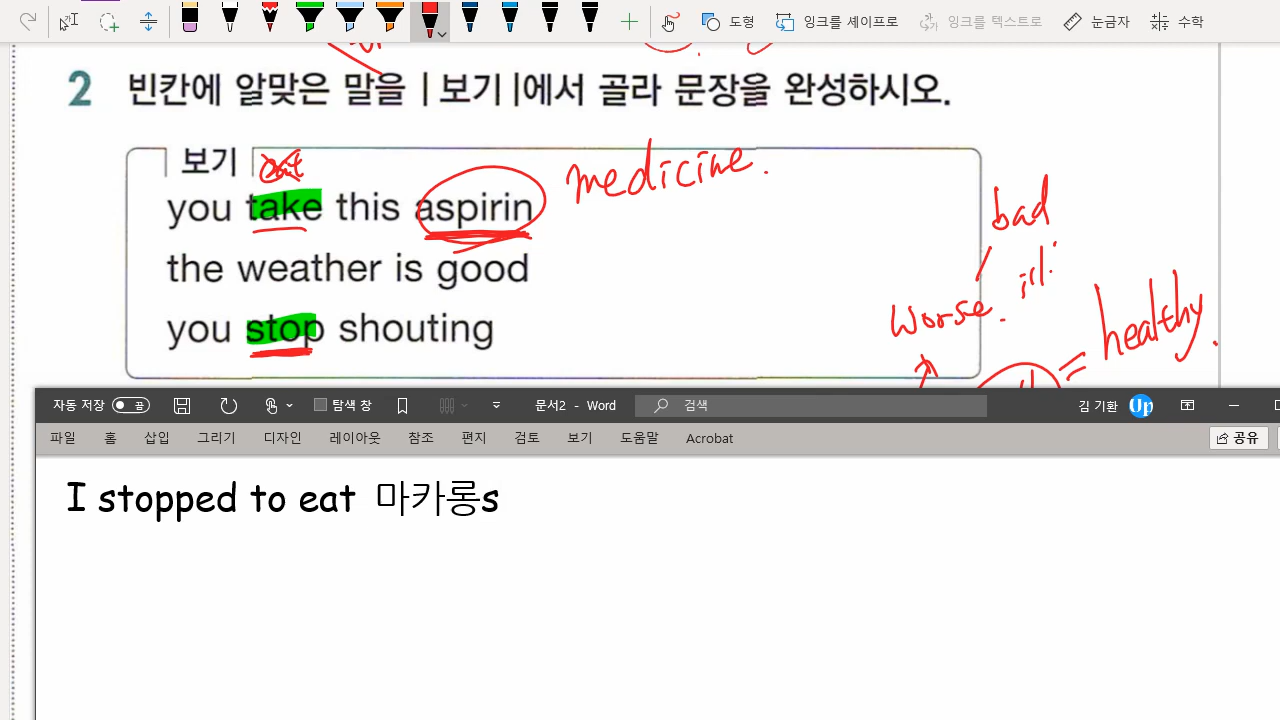 도형 잉크를 셰이프로 잉크를 텍스트로 눈금자 수학
2 빈칸에 알맞은 말을 | 보기 |에서 골라 문장을 완성하시오.
보기
you take this aspirin medicine.
the weather is good
you stop shouting
bad
ill.
worse.
= healthy.
자동 저장 끔 탐색 창 문서2 - Word 검색 김 기환 Up
파일 홈 삽입 그리기 디자인 레이아웃 참조 편지 검토 보기 도움말 Acrobat 공유
I stopped to eat 마카롱s